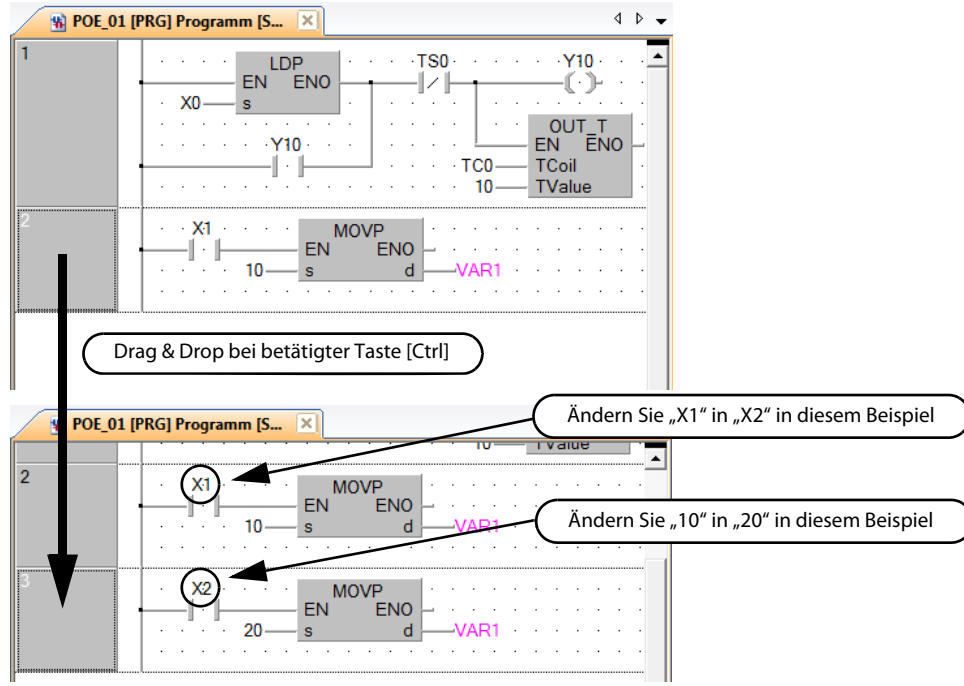 POE_01 [PRG] Programm [S...
1
LDP
TS0
Y10
EN ENO
X0 s
OUT_T
Y10
EN ENO
TC0 TCoil
10 TValue
2
X1
MOVP
EN ENO
10 s d VAR1
Drag & Drop bei betätigter Taste [Ctrl]
POE_01 [PRG] Programm [S...
Ändern Sie „X1“ in „X2“ in diesem Beispiel
10 TValue
2
X1
MOVP
EN ENO
10 s d VAR1
Ändern Sie „10“ in „20“ in diesem Beispiel
3
X2
MOVP
EN ENO
20 s d VAR1